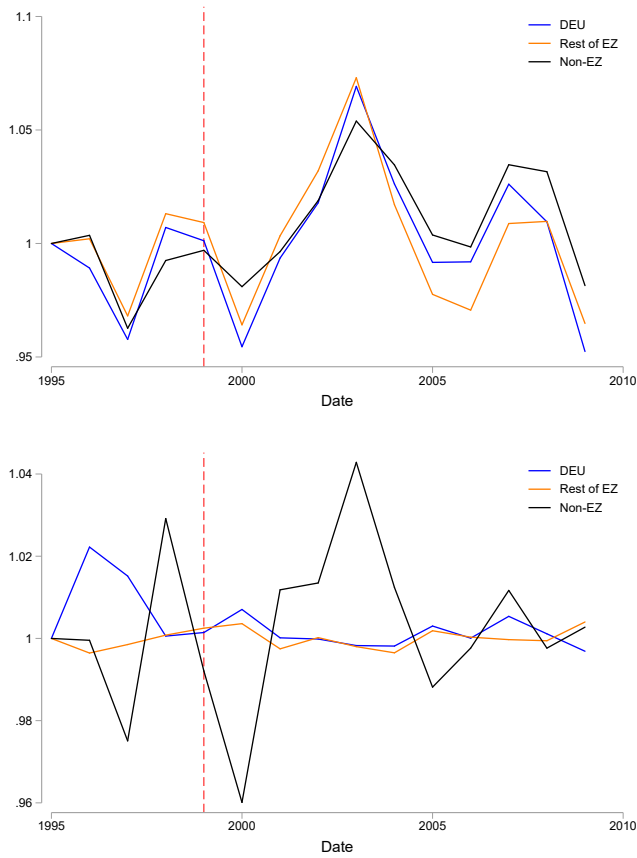 1.1
DEU
Rest of EZ
Non-EZ
1.05
1
.95
1995
2000
2005
2010
Date
1.04
DEU
Rest of EZ
Non-EZ
1.02
1
.98
.96
1995
2000
2005
2010
Date